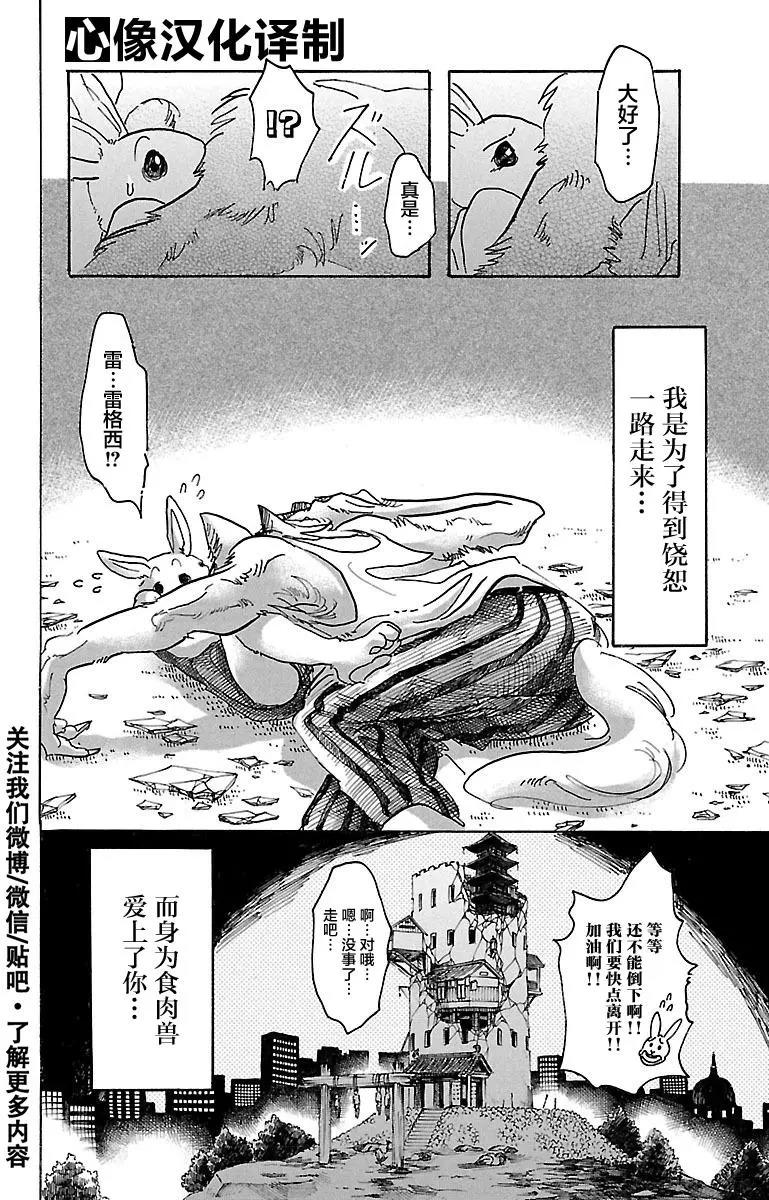 心像汉化译制
大好了…
真是…
ズル……
!?
我是为了得到饶恕
一路走来…
雷…
雷格西!?
等等
还不能倒下啊!!
我们要快点离开!!
加油啊!!
啊…对哦…
嗯…没事了
走吧…
而身为食肉兽
爱上了你…
关注我们微博/微信/贴吧·了解更多内容